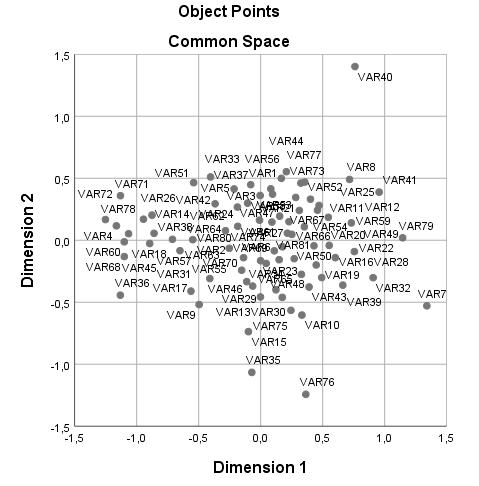 Object Points
Common Space
1,5
VAR40
1,0
VAR44
VAR33 VAR56 VAR77
VAR51 VAR37 VAR1 VAR73 VAR8
VAR71 VAR5 VAR52 VAR41
VAR72 VAR26 VAR42 VAR25
0,5
VAR78 VAR14 VAR24 VAR47 VAR11 VAR12
VAR38 VAR64 VAR67 VAR59 VAR79
VAR4 VAR80 VAR74 VAR66 VAR54 VAR20 VAR49
0,0
VAR60 VAR18 VAR81 VAR22 VAR28
VAR68 VAR45 VAR57 VAR70 VAR50 VAR16
VAR36 VAR31 VAR55 VAR23 VAR19
VAR17 VAR46 VAR48 VAR32 VAR7
VAR29 VAR43 VAR39
-0,5
VAR9 VAR13 VAR30
VAR75 VAR10
VAR15
VAR35
-1,0
VAR76
-1,5
-1,5 -1,0 -0,5 0,0 0,5 1,0 1,5
Dimension 1
Dimension 2